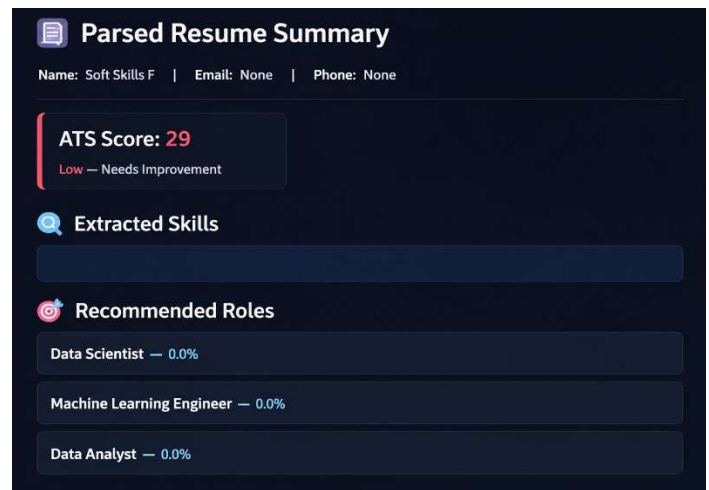 Parsed Resume Summary
Name: Soft Skills F | Email: None | Phone: None
ATS Score: 29
Low — Needs Improvement
Extracted Skills
Recommended Roles
Data Scientist — 0.0%
Machine Learning Engineer — 0.0%
Data Analyst — 0.0%